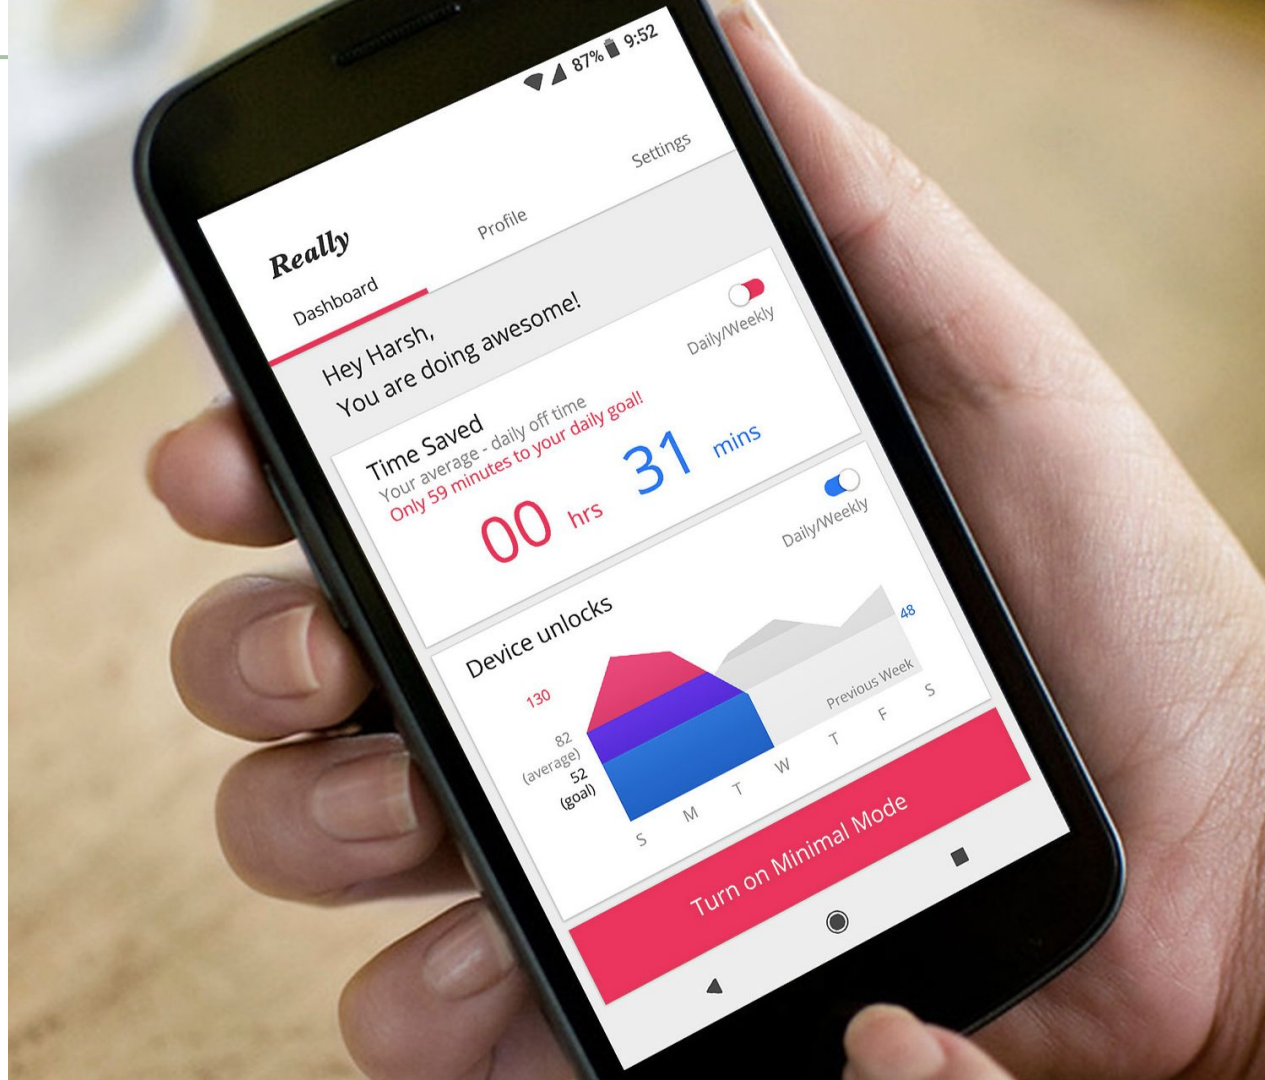 87% 9:52
Really
Dashboard Profile Settings
Hey Harsh,
You are doing awesome!
Time Saved
Your average - daily off time
Only 59 minutes to your daily goal!
Daily/Weekly
00 hrs 31 mins
Device unlocks
Daily/Weekly
130
82
(average)
52
(goal)
48
Previous Week
S M T W T F S
Turn on Minimal Mode